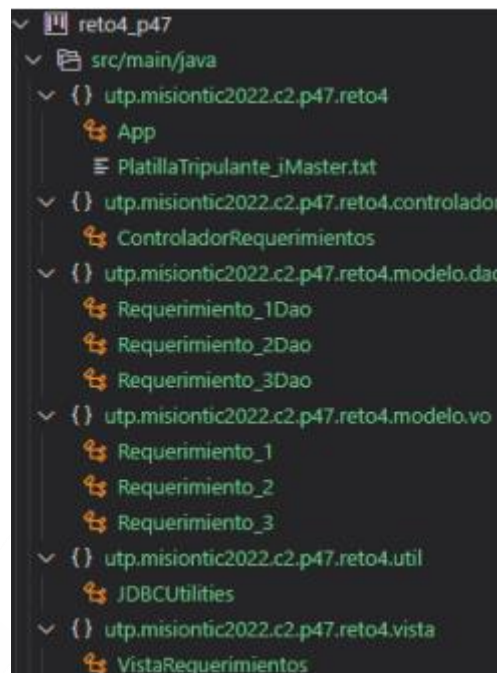 reto4_p47
src/main/java
{} utp.misiontic2022.c2.p47.reto4
App
PlatillaTripulante_iMaster.txt
{} utp.misiontic2022.c2.p47.reto4.controlador
ControladorRequerimientos
{} utp.misiontic2022.c2.p47.reto4.modelo.dao
Requerimiento_1Dao
Requerimiento_2Dao
Requerimiento_3Dao
{} utp.misiontic2022.c2.p47.reto4.modelo.vo
Requerimiento_1
Requerimiento_2
Requerimiento_3
{} utp.misiontic2022.c2.p47.reto4.util
JDBCUtilities
{} utp.misiontic2022.c2.p47.reto4.vista
VistaRequerimientos